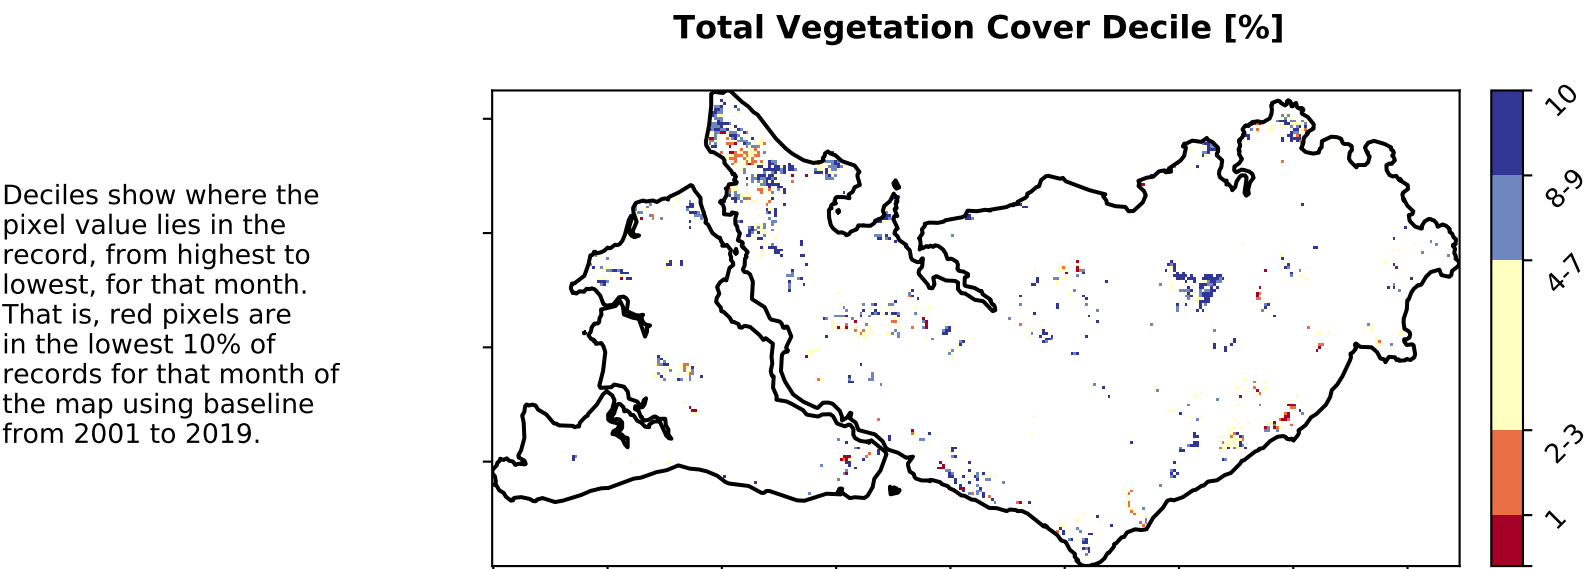 Total Vegetation Cover Decile [%]
Deciles show where the
pixel value lies in the
record, from highest to
lowest, for that month.
That is, red pixels are
in the lowest 10% of
records for that month of
the map using baseline
from 2001 to 2019.
10
8-9
4-7
2-3
1